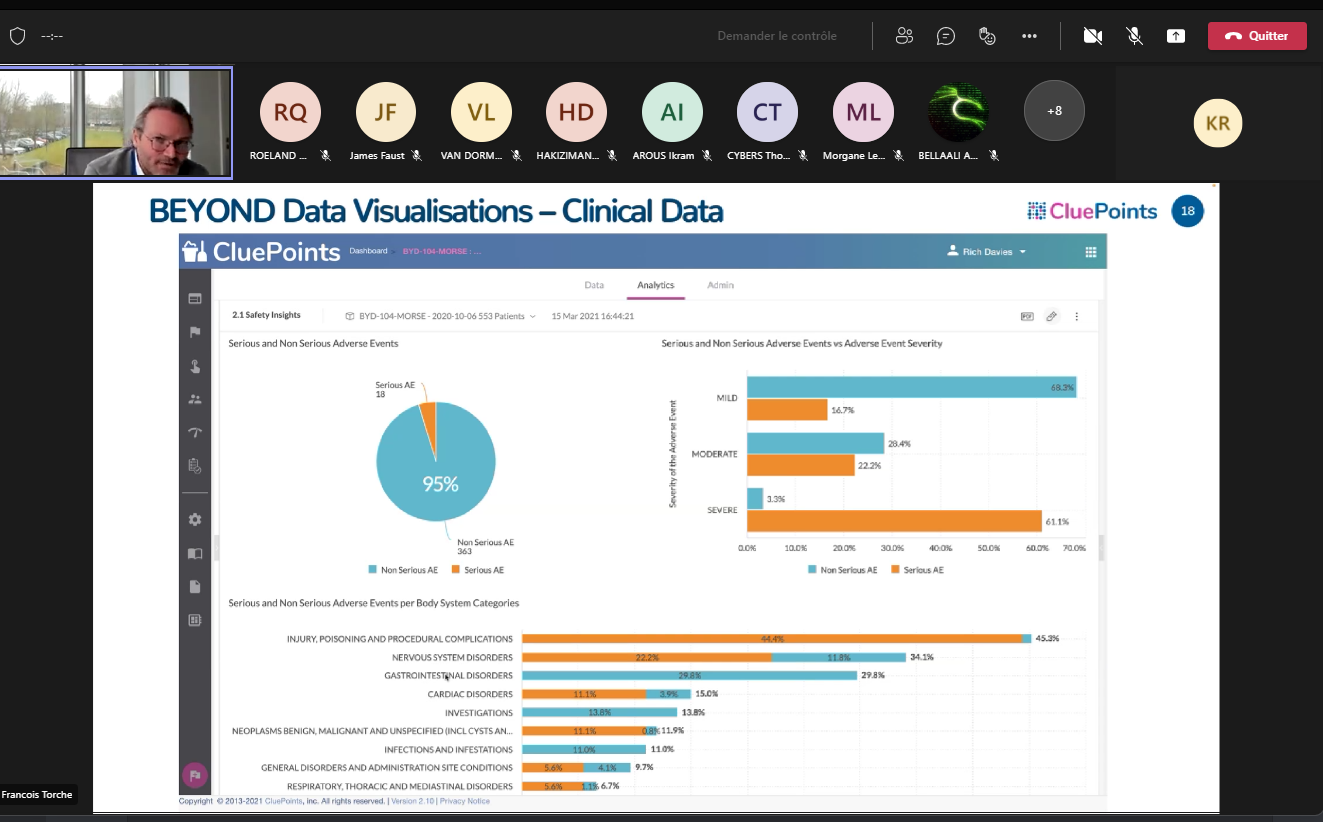 --:--
Demander le contrôle
Quitter
RQ
JF
VL
HD
AI
CT
ML
+8
KR
ROELAND ...
James Faust
VAN DORM...
HAKIZIMAN...
AROUS Ikram
CYBERS Tho...
Morgane Le...
BELLAALI A...
BEYOND Data Visualisations – Clinical Data
CluePoints
18
CluePoints
Dashboard
BYD-104-MORSE : ...
Rich Davies
Data
Analytics
Admin
2.1 Safety Insights
BYD-104-MORSE - 2020-10-06 553 Patients
15 Mar 2021 16:44:21
PDF
Serious and Non Serious Adverse Events
Serious AE
18
95%
Non Serious AE
363
Non Serious AE
Serious AE
Serious and Non Serious Adverse Events vs Adverse Event Severity
Severity of the Adverse Event
MILD
68.3%
16.7%
MODERATE
28.4%
22.2%
SEVERE
3.3%
61.1%
0.0% 10.0% 20.0% 30.0% 40.0% 50.0% 60.0% 70.0%
Non Serious AE
Serious AE
Serious and Non Serious Adverse Events per Body System Categories
INJURY, POISONING AND PROCEDURAL COMPLICATIONS 44.4% 45.3%
NERVOUS SYSTEM DISORDERS 22.2% 11.8% 34.1%
GASTROINTESTINAL DISORDERS 29.8% 29.8%
CARDIAC DISORDERS 11.1% 3.9% 15.0%
INVESTIGATIONS 13.8% 13.8%
NEOPLASMS BENIGN, MALIGNANT AND UNSPECIFIED (INCL CYSTS AN... 11.1% 0.8% 11.9%
INFECTIONS AND INFESTATIONS 11.0% 11.0%
GENERAL DISORDERS AND ADMINISTRATION SITE CONDITIONS 5.6% 4.1% 9.7%
RESPIRATORY, THORACIC AND MEDIASTINAL DISORDERS 5.6% 1.1% 6.7%
Francois Torche
Copyright © 2013-2021 CluePoints, inc. All rights reserved. | Version 2.10 | Privacy Notice